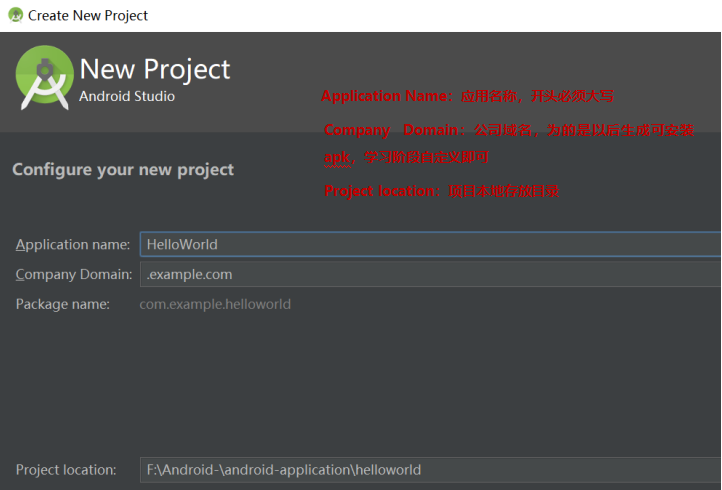 Create New Project
New Project
Android Studio
Application Name：应用名称，开头必须大写
Company Domain：公司域名，为的是以后生成可安装
apk，学习阶段自定义即可
Project location：项目本地存放目录
Configure your new project
Application name: HelloWorld
Company Domain: .example.com
Package name: com.example.helloworld
Project location: F:\Android-\android-application\helloworld